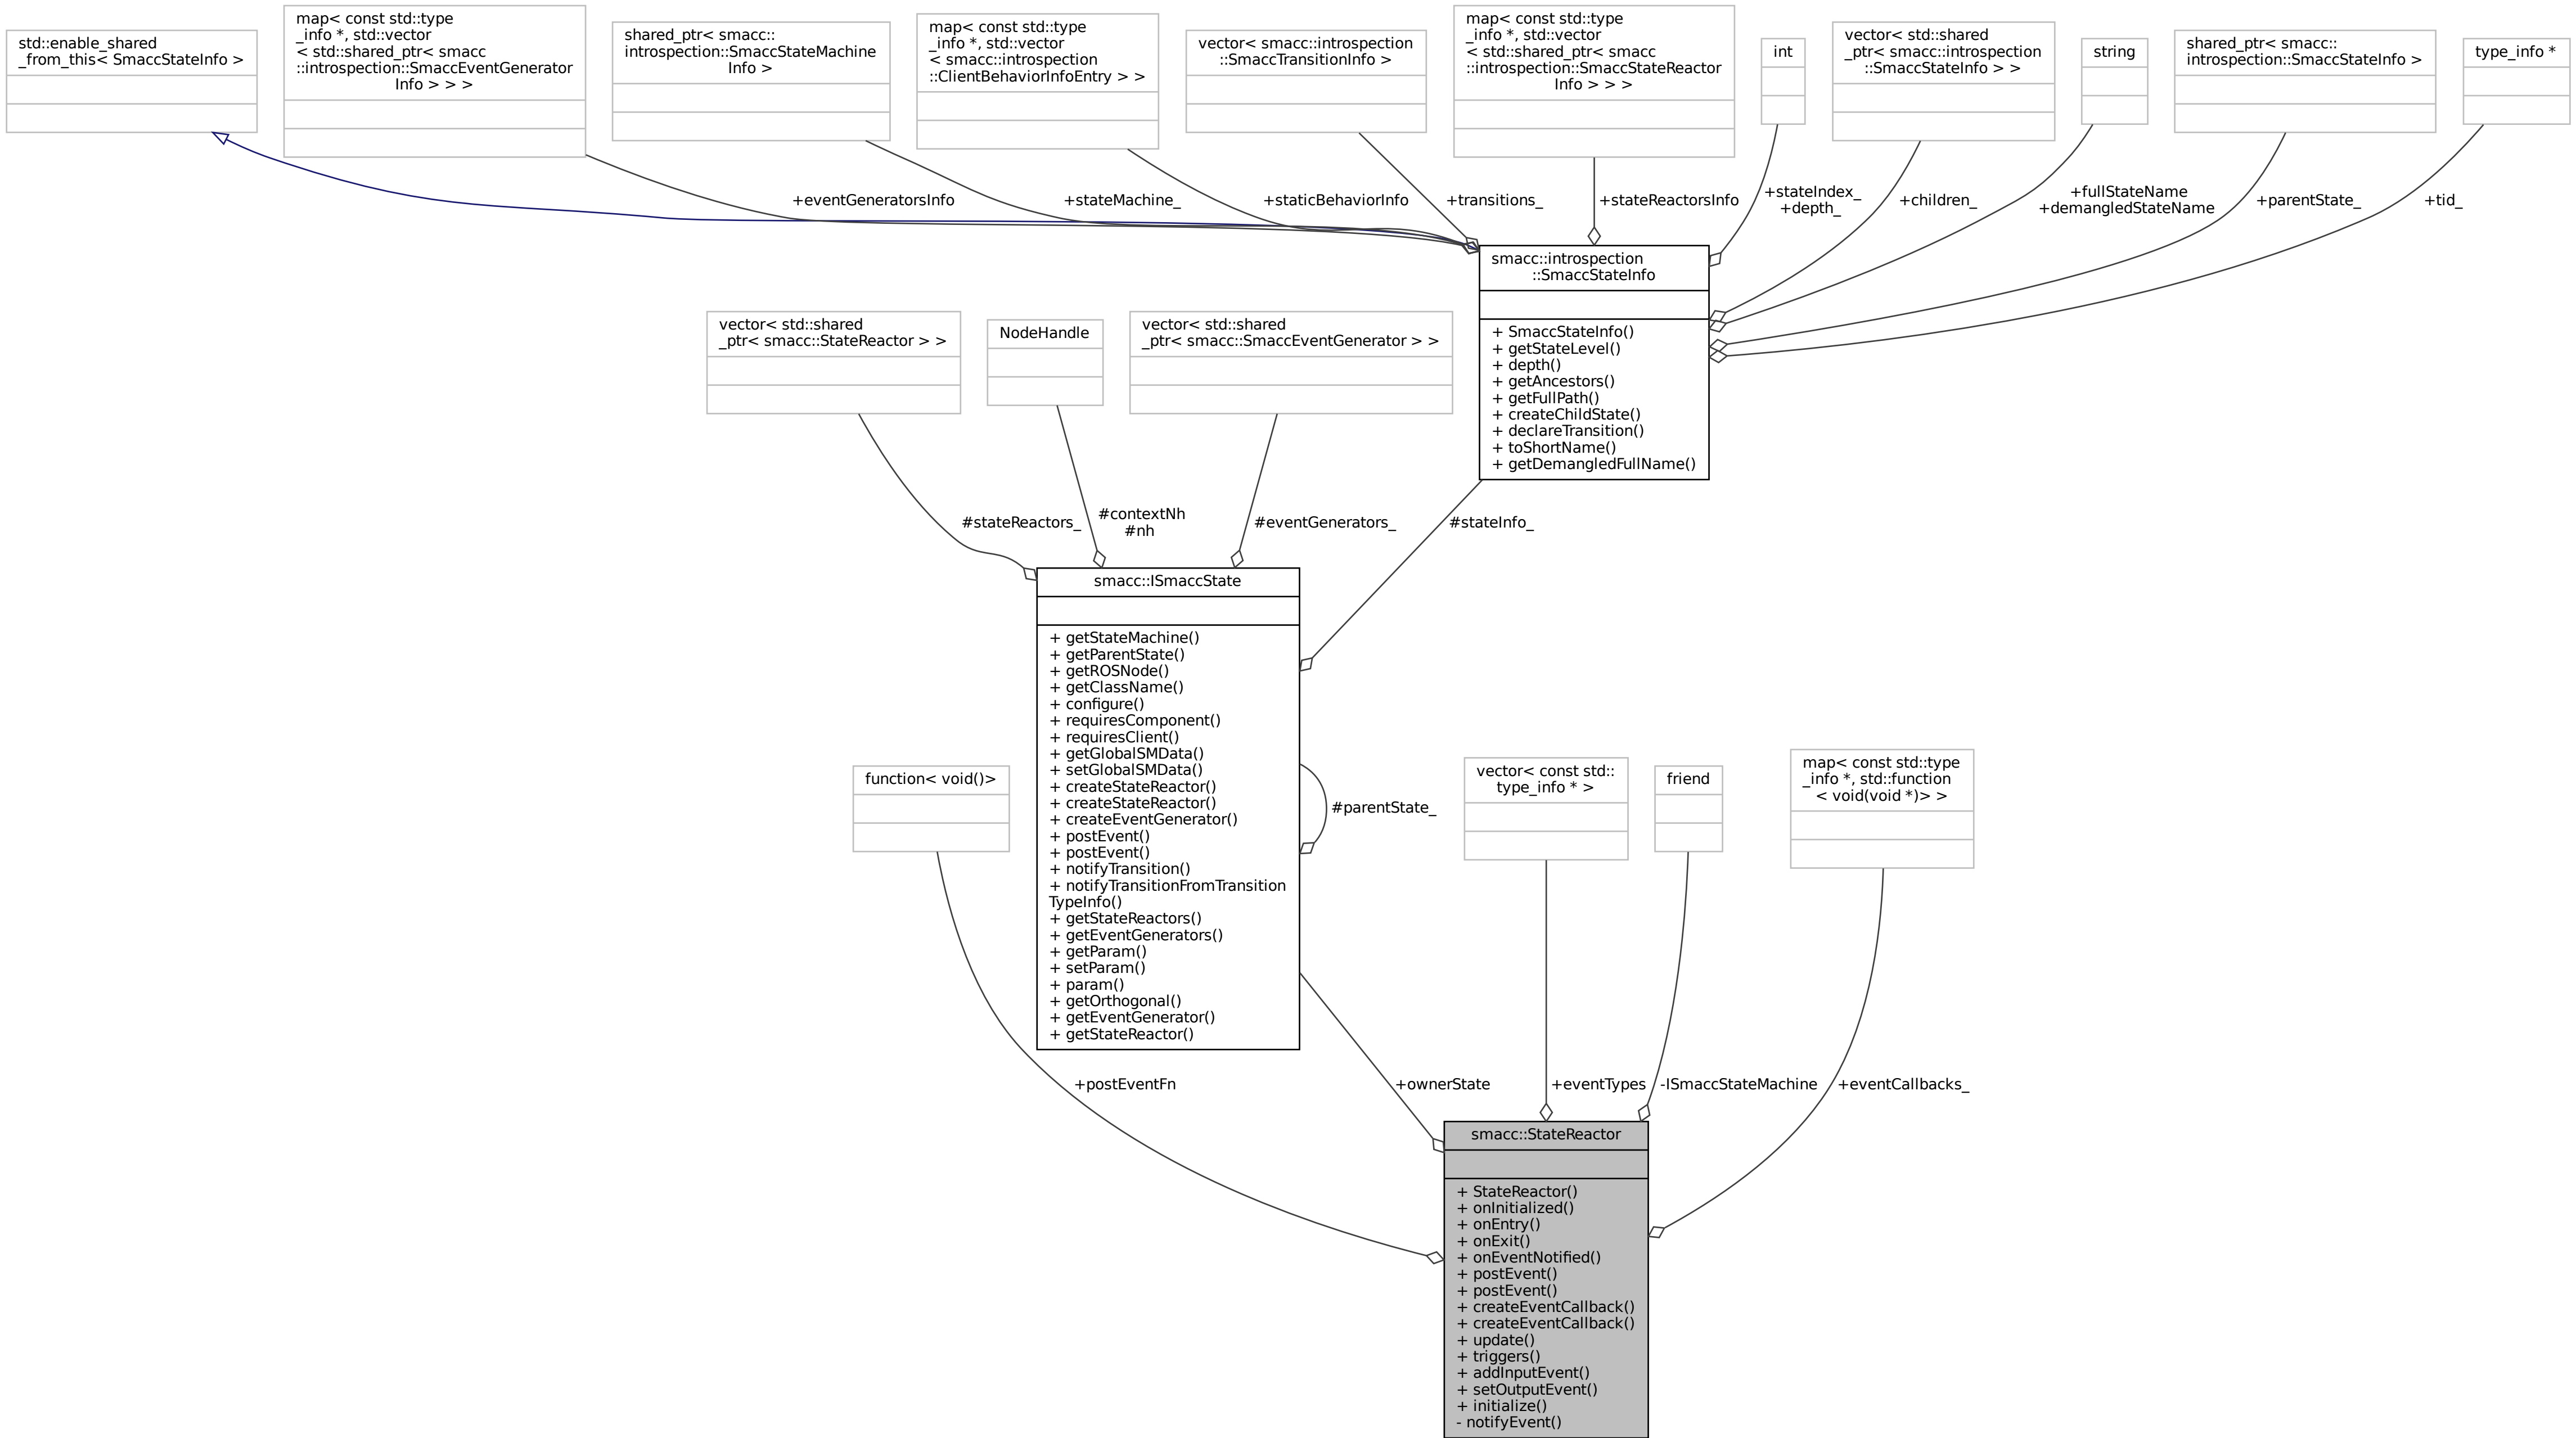 std::enable_shared
_from_this< SmaccStateInfo >
map< const std::type
_info *, std::vector
< std::shared_ptr< smacc
::introspection::SmaccEventGenerator
Info > > >
shared_ptr< smacc::
introspection::SmaccStateMachine
Info >
map< const std::type
_info *, std::vector
< smacc::introspection
::ClientBehaviorInfoEntry > >
vector< smacc::introspection
::SmaccTransitionInfo >
map< const std::type
_info *, std::vector
< std::shared_ptr< smacc
::introspection::SmaccStateReactor
Info > > >
int
vector< std::shared
_ptr< smacc::introspection
::SmaccStateInfo > >
string
shared_ptr< smacc::
introspection::SmaccStateInfo >
type_info *
+eventGeneratorsInfo
+stateMachine_
+staticBehaviorInfo
+transitions_
+stateReactorsInfo
+stateIndex_
+depth_
+children_
+fullStateName
+demangledStateName
+parentState_
+tid_
smacc::introspection
::SmaccStateInfo
+ SmaccStateInfo()
+ getStateLevel()
+ depth()
+ getAncestors()
+ getFullPath()
+ createChildState()
+ declareTransition()
+ toShortName()
+ getDemangledFullName()
vector< std::shared
_ptr< smacc::StateReactor > >
NodeHandle
vector< std::shared
_ptr< smacc::SmaccEventGenerator > >
#stateReactors_
#contextNh
#nh
#eventGenerators_
#stateInfo_
smacc::ISmaccState
+ getStateMachine()
+ getParentState()
+ getROSNode()
+ getClassName()
+ configure()
+ requiresComponent()
+ requiresClient()
+ getGlobalSMData()
+ setGlobalSMData()
+ createStateReactor()
+ createStateReactor()
+ createEventGenerator()
+ postEvent()
+ postEvent()
+ notifyTransition()
+ notifyTransitionFromTransition
TypeInfo()
+ getStateReactors()
+ getEventGenerators()
+ getParam()
+ setParam()
+ param()
+ getOrthogonal()
+ getEventGenerator()
+ getStateReactor()
#parentState_
function< void()>
vector< const std::
type_info * >
friend
map< const std::type
_info *, std::function
< void(void *)> >
+postEventFn
+ownerState
+eventTypes
-ISmaccStateMachine
+eventCallbacks_
smacc::StateReactor
+ StateReactor()
+ onInitialized()
+ onEntry()
+ onExit()
+ onEventNotified()
+ postEvent()
+ postEvent()
+ createEventCallback()
+ createEventCallback()
+ update()
+ triggers()
+ addInputEvent()
+ setOutputEvent()
+ initialize()
- notifyEvent()